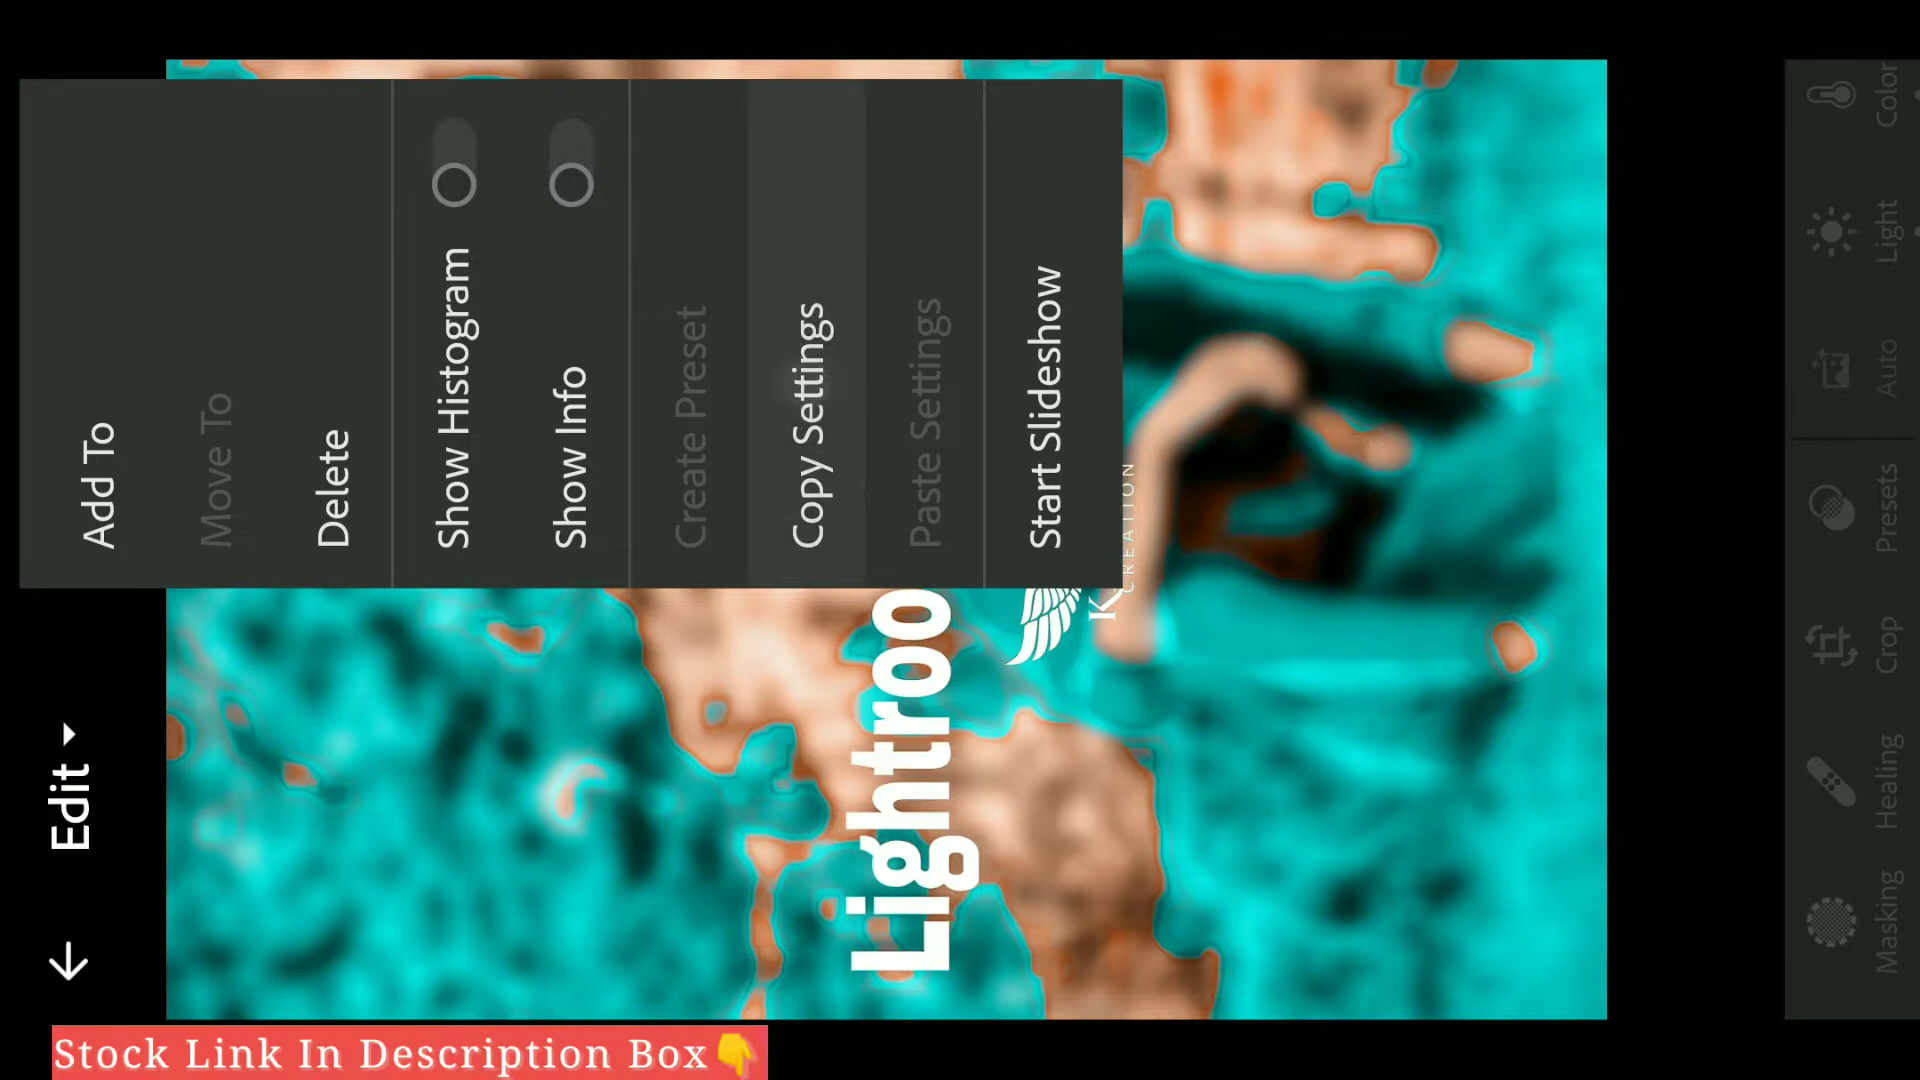 ← Edit
Add To
Move To
Delete
Show Histogram
Show Info
Create Preset
Copy Settings
Paste Settings
Start Slideshow
Lightroo
K
CREATION
Masking
Healing
Crop
Presets
Auto
Light
Color
Stock Link In Description Box👇